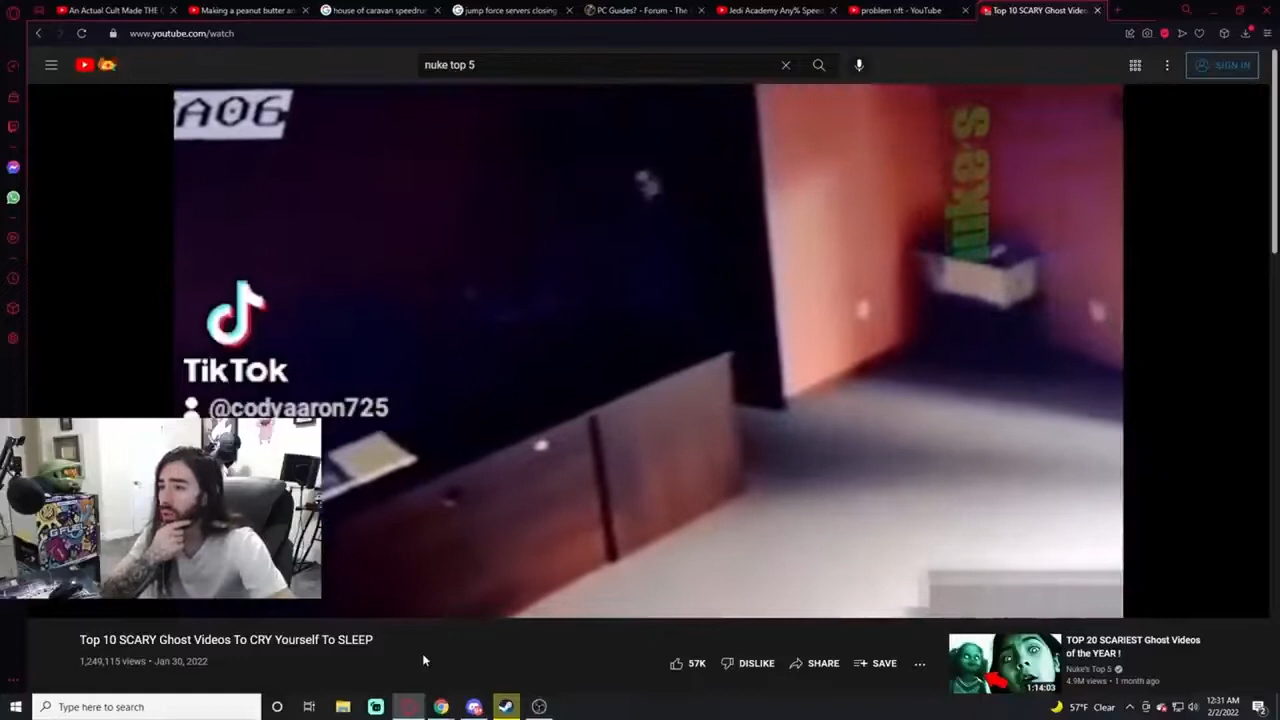 An Actual Cult Made THE
Making a peanut butter an
house of caravan speedru
jump force servers closing
PC Guides? - Forum - The
Jedi Academy Any% Spee
problem nft - YouTube
Top 10 SCARY Ghost Video
www.youtube.com/watch
nuke top 5
SIGN IN
A06
nuke's
TikTok
@codyaaron725
G FUEL
Top 10 SCARY Ghost Videos To CRY Yourself To SLEEP
1,249,115 views • Jan 30, 2022
57K
DISLIKE
SHARE
SAVE
TOP 20 SCARIEST Ghost Videos
of the YEAR !
Nuke's Top 5
4.9M views • 1 month ago
1:14:03
Type here to search
57°F Clear
12:31 AM
2/2/2022
2